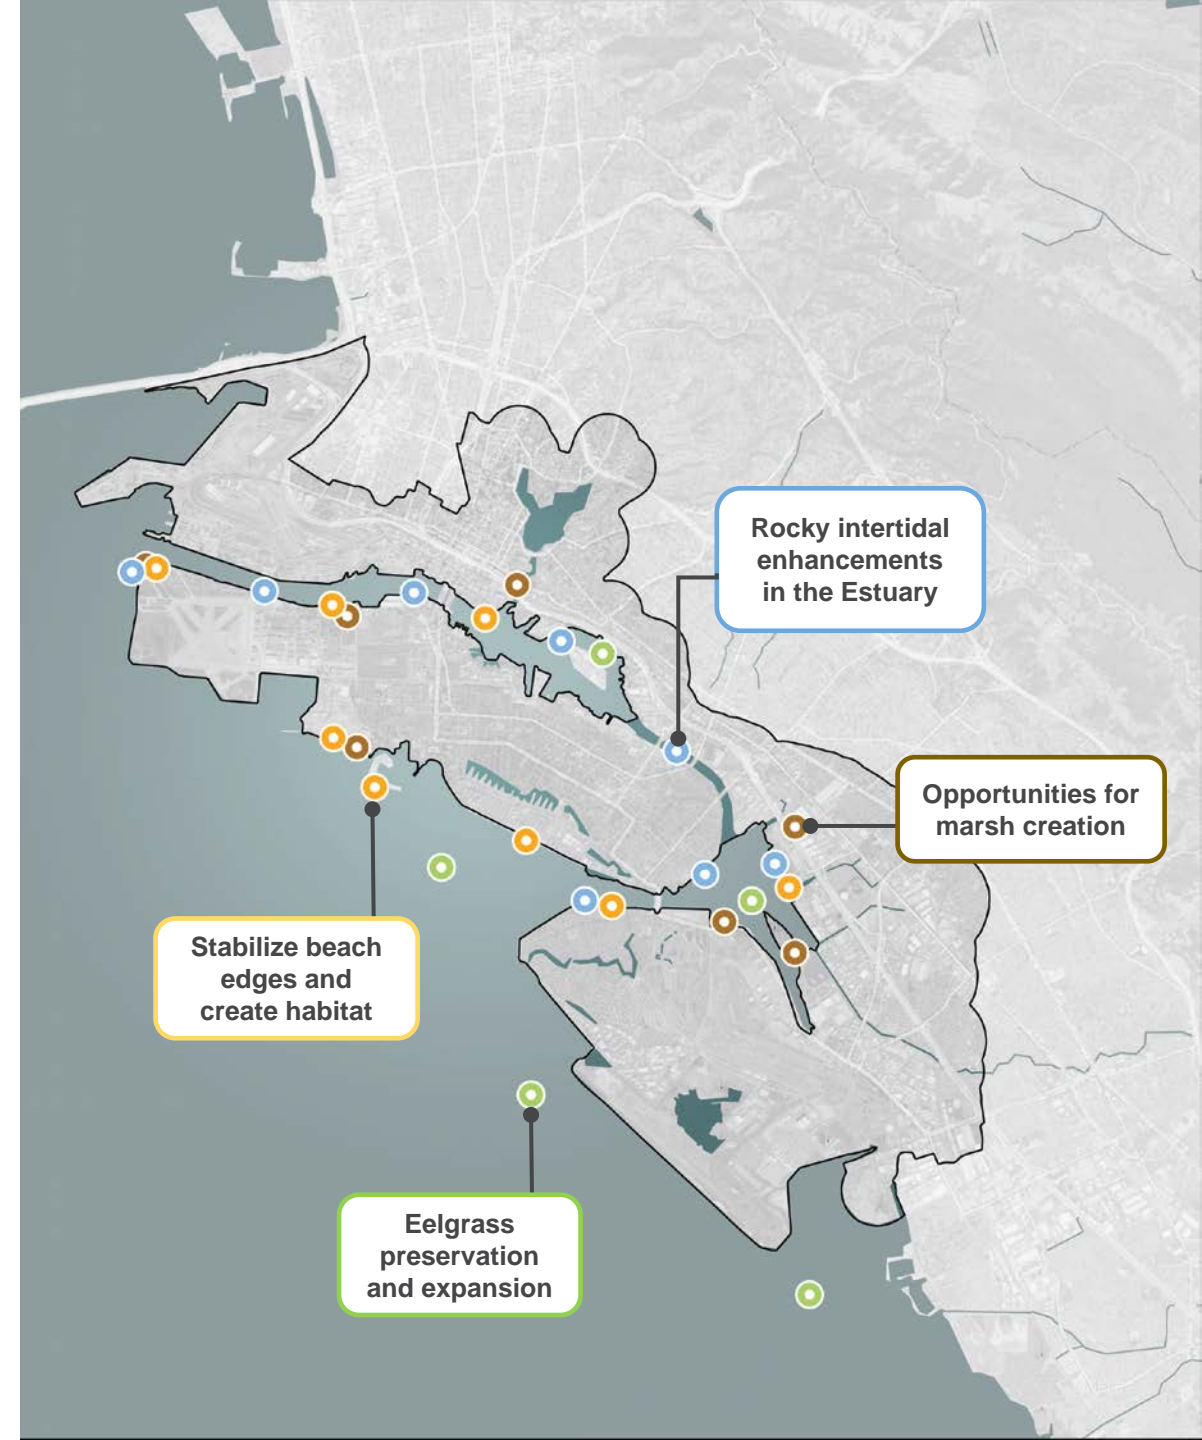 Rocky intertidal
enhancements
in the Estuary
Opportunities for
marsh creation
Stabilize beach
edges and
create habitat
Eelgrass
preservation
and expansion